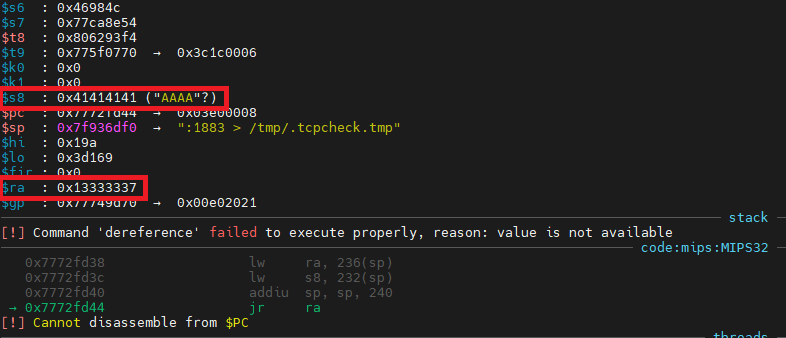 $s6 : 0x46984c
$s7 : 0x77ca8e54
$t8 : 0x806293f4
$t9 : 0x775f0770 → 0x3c1c0006
$k0 : 0x0
$k1 : 0x0
$s8 : 0x41414141 ("AAAA"?)
$pc : 0x7772fd44 → 0x03e00008
$sp : 0x7f936df0 → ":1883 > /tmp/.tcpcheck.tmp"
$hi : 0x19a
$lo : 0x3d169
$fir : 0x0
$ra : 0x13333337
$gp : 0x77749d70 → 0x00e02021
stack
[!] Command 'dereference' failed to execute properly, reason: value is not available
code:mips:MIPS32
0x7772fd38 lw ra, 236(sp)
0x7772fd3c lw s8, 232(sp)
0x7772fd40 addiu sp, sp, 240
→ 0x7772fd44 jr ra
[!] Cannot disassemble from $PC
threads